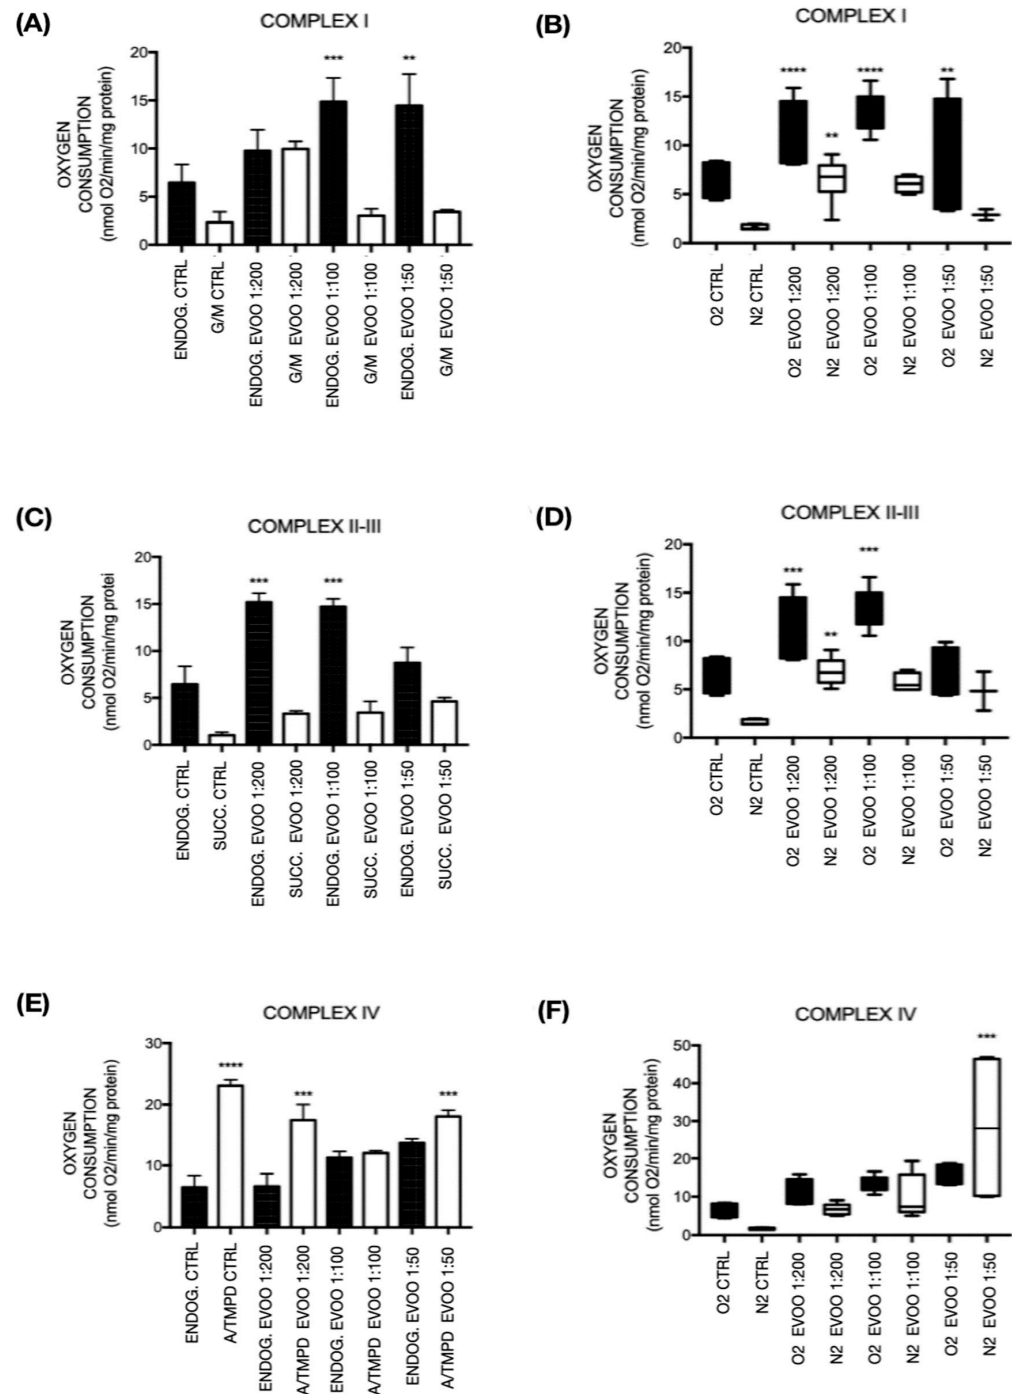 (A)
COMPLEX I
OXYGEN
CONSUMPTION
(nmol O2/min/mg protein)
20
15
10
5
0
***
**
ENDOG. CTRL
G/M CTRL
ENDOG. EVOO 1:200
G/M EVOO 1:200
ENDOG. EVOO 1:100
G/M EVOO 1:100
ENDOG. EVOO 1:50
G/M EVOO 1:50
(B)
COMPLEX I
OXYGEN
CONSUMPTION
(nmol O2/min/mg protein)
20
15
10
5
0
****
**
****
**
O2 CTRL
N2 CTRL
O2 EVOO 1:200
N2 EVOO 1:200
O2 EVOO 1:100
N2 EVOO 1:100
O2 EVOO 1:50
N2 EVOO 1:50
(C)
COMPLEX II-III
OXYGEN
CONSUMPTION
(nmol O2/min/mg protei
20
15
10
5
0
***
***
ENDOG. CTRL
SUCC. CTRL
ENDOG. EVOO 1:200
SUCC. EVOO 1:200
ENDOG. EVOO 1:100
SUCC. EVOO 1:100
ENDOG. EVOO 1:50
SUCC. EVOO 1:50
(D)
COMPLEX II-III
OXYGEN
CONSUMPTION
(nmol O2/min/mg protein)
20
15
10
5
0
***
**
***
O2 CTRL
N2 CTRL
O2 EVOO 1:200
N2 EVOO 1:200
O2 EVOO 1:100
N2 EVOO 1:100
O2 EVOO 1:50
N2 EVOO 1:50
(E)
COMPLEX IV
OXYGEN
CONSUMPTION
(nmol O2/min/mg protein)
30
20
10
0
****
***
***
ENDOG. CTRL
A/TMPD CTRL
ENDOG. EVOO 1:200
A/TMPD EVOO 1:200
ENDOG. EVOO 1:100
A/TMPD EVOO 1:100
ENDOG. EVOO 1:50
A/TMPD EVOO 1:50
(F)
COMPLEX IV
OXYGEN
CONSUMPTION
(nmol O2/min/mg protein)
50
40
30
20
10
0
***
O2 CTRL
N2 CTRL
O2 EVOO 1:200
N2 EVOO 1:200
O2 EVOO 1:100
N2 EVOO 1:100
O2 EVOO 1:50
N2 EVOO 1:50